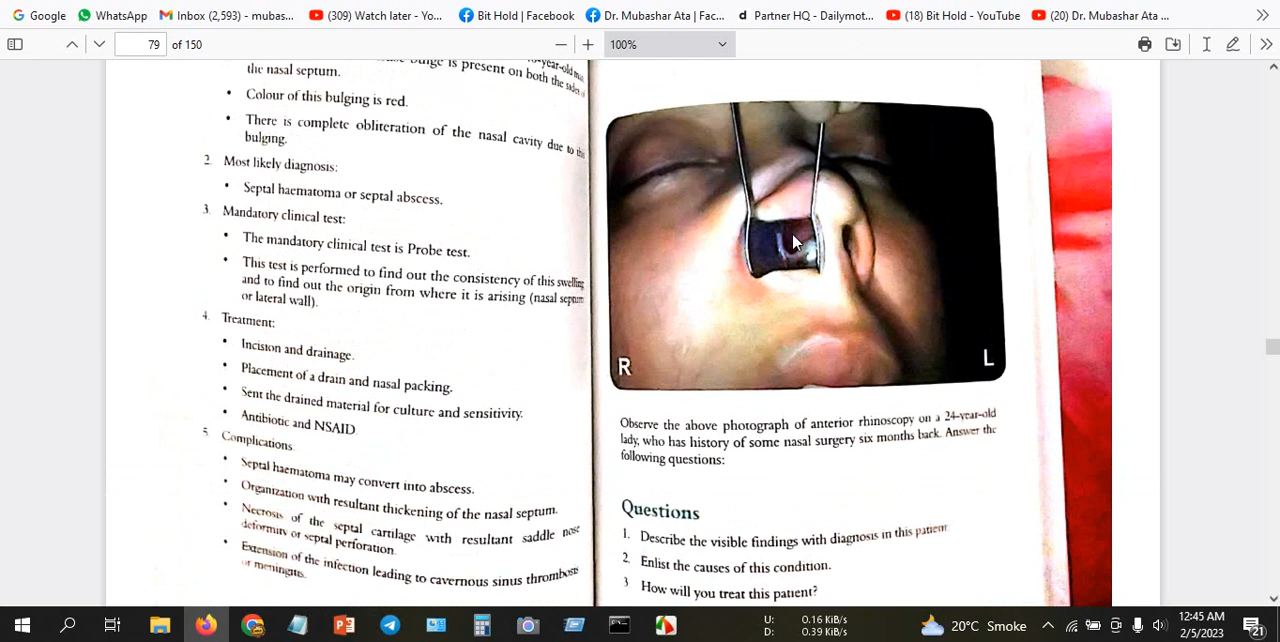 Google
WhatsApp
Inbox (2,593) - mubas...
(309) Watch later - Yo...
Bit Hold | Facebook
Dr. Mubashar Ata | Fac...
Partner HQ - Dailymot...
(18) Bit Hold - YouTube
(20) Dr. Mubashar Ata ...
79 of 150
100%
bulge is present on both the sides of
the nasal septum.
• Colour of this bulging is red.
• There is complete obliteration of the nasal cavity due to this
bulging.
2. Most likely diagnosis:
• Septal haematoma or septal abscess.
3. Mandatory clinical test:
• The mandatory clinical test is Probe test.
• This test is performed to find out the consistency of this swelling
and to find out the origin from where it is arising (nasal septum
or lateral wall).
4. Treatment:
• Incision and drainage.
• Placement of a drain and nasal packing.
• Sent the drained material for culture and sensitivity.
• Antibiotic and NSAID
5. Complications
• Septal haematoma may convert into abscess.
• Organization with resultant thickening of the nasal septum.
• Necrosis of the septal cartilage with resultant saddle nose
deformity or septal perforation
• Extension of the infection leading to cavernous sinus thrombosis
or meningitis.
R L
Observe the above photograph of anterior rhinoscopy on a 24-year-old
lady, who has history of some nasal surgery six months back. Answer the
following questions:
Questions
1. Describe the visible findings with diagnosis in this patient
2. Enlist the causes of this condition.
3 How will you treat this patient?
20°C Smoke
U: 0.16 KiB/s
D: 0.39 KiB/s
12:45 AM
2/5/2023
21